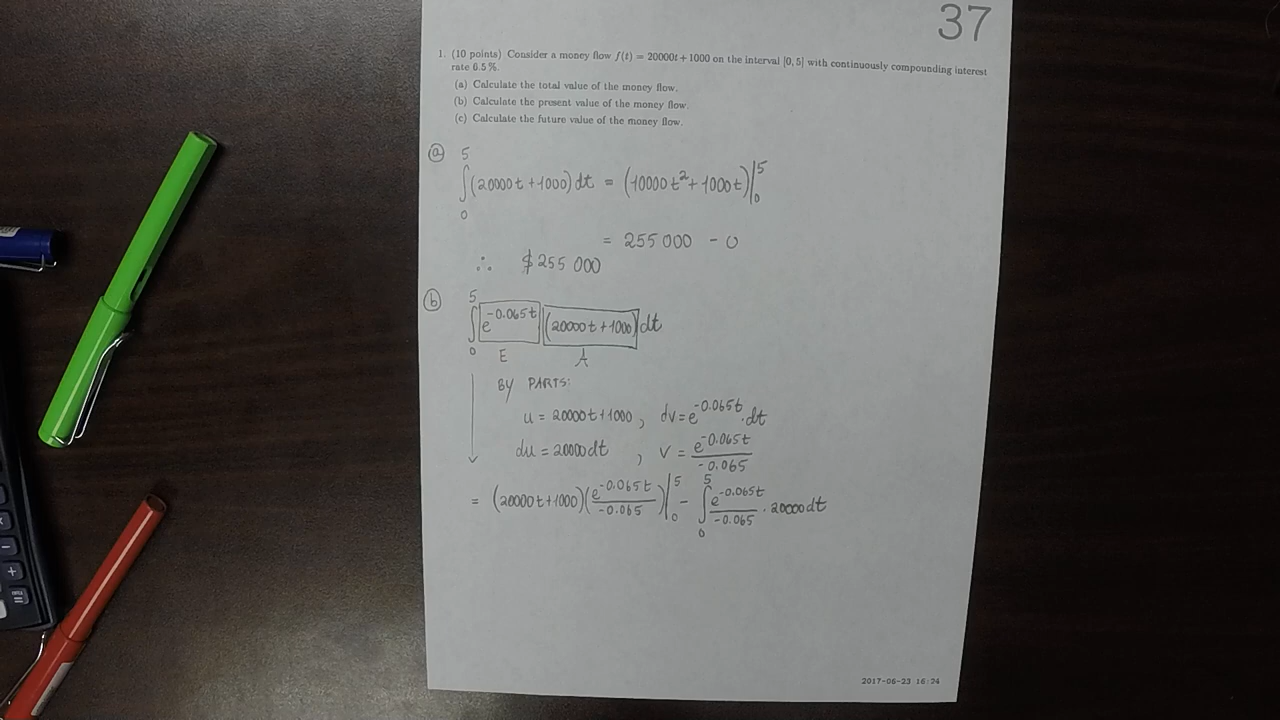 37
1. (10 points) Consider a money flow f(t) = 20000t + 1000 on the interval [0, 5] with continuously compounding interest
rate 6.5%.
(a) Calculate the total value of the money flow.
(b) Calculate the present value of the money flow.
(c) Calculate the future value of the money flow.
ⓐ ∫₀⁵ (20000t + 1000) dt = (10000t² + 1000t)|₀⁵
= 255 000 - 0
∴ $255 000
ⓑ ∫₀⁵ e^(-0.065t) (20000t + 1000) dt
E A
BY PARTS:
u = 20000t + 1000, dv = e^(-0.065t) · dt
du = 20000dt, v = e^(-0.065t) / -0.065
= (20000t + 1000)(e^(-0.065t) / -0.065)|₀⁵ - ∫₀⁵ e^(-0.065t) / -0.065 · 20000dt
2017-06-23 16:24